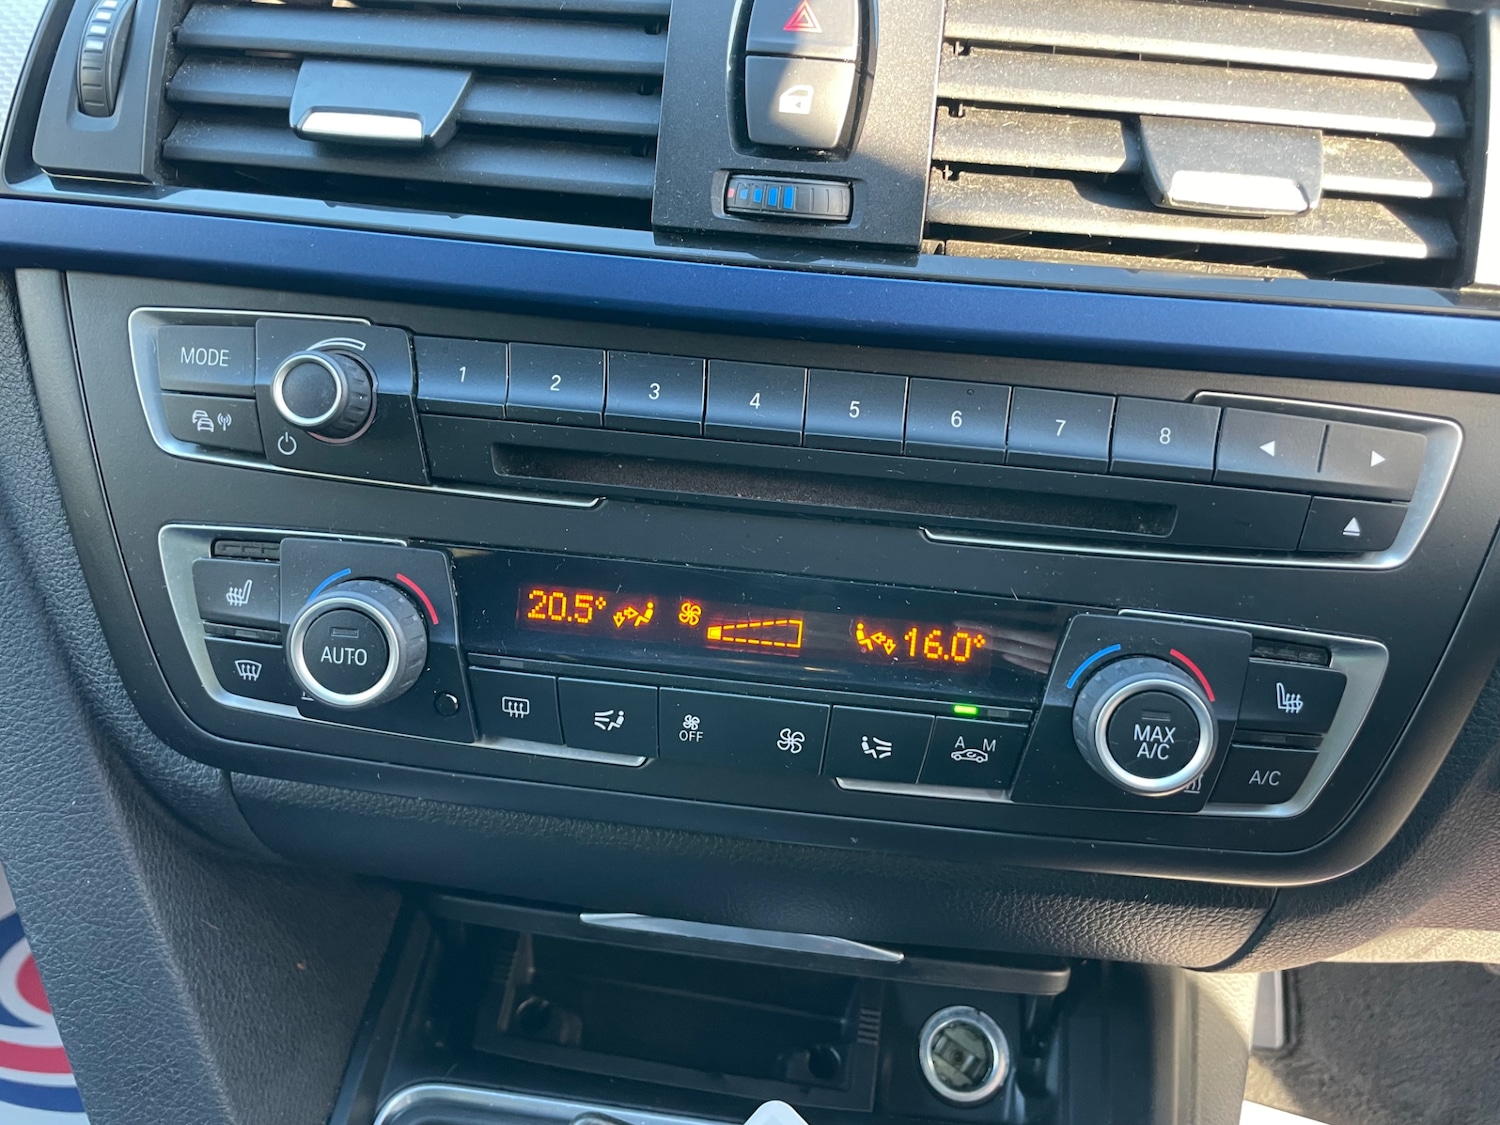 MODE
1 2 3 4 5 6 7 8
20.5° 16.0°
AUTO
OFF
A M
MAX
A/C
A/C